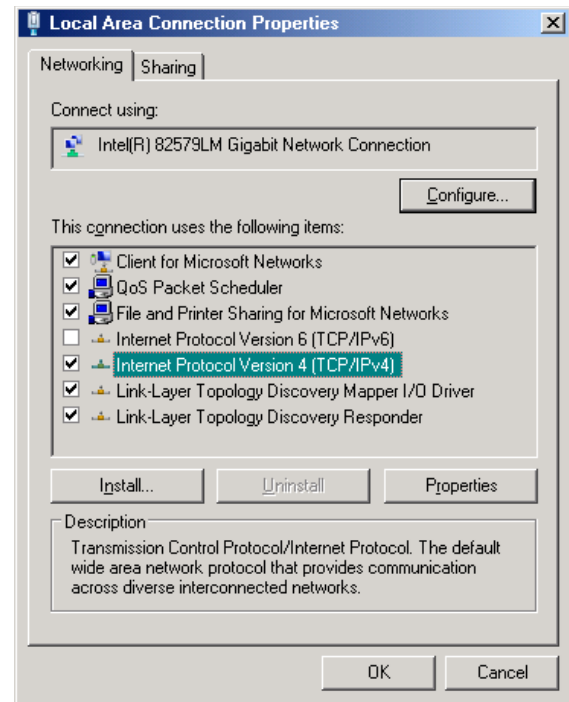 Local Area Connection Properties
Networking
Sharing
Connect using:
Intel(R) 82579LM Gigabit Network Connection
Configure...
This connection uses the following items:
Client for Microsoft Networks
QoS Packet Scheduler
File and Printer Sharing for Microsoft Networks
Internet Protocol Version 6 (TCP/IPv6)
Internet Protocol Version 4 (TCP/IPv4)
Link-Layer Topology Discovery Mapper I/O Driver
Link-Layer Topology Discovery Responder
Install...
Uninstall
Properties
Description
Transmission Control Protocol/Internet Protocol. The default
wide area network protocol that provides communication
across diverse interconnected networks.
OK
Cancel